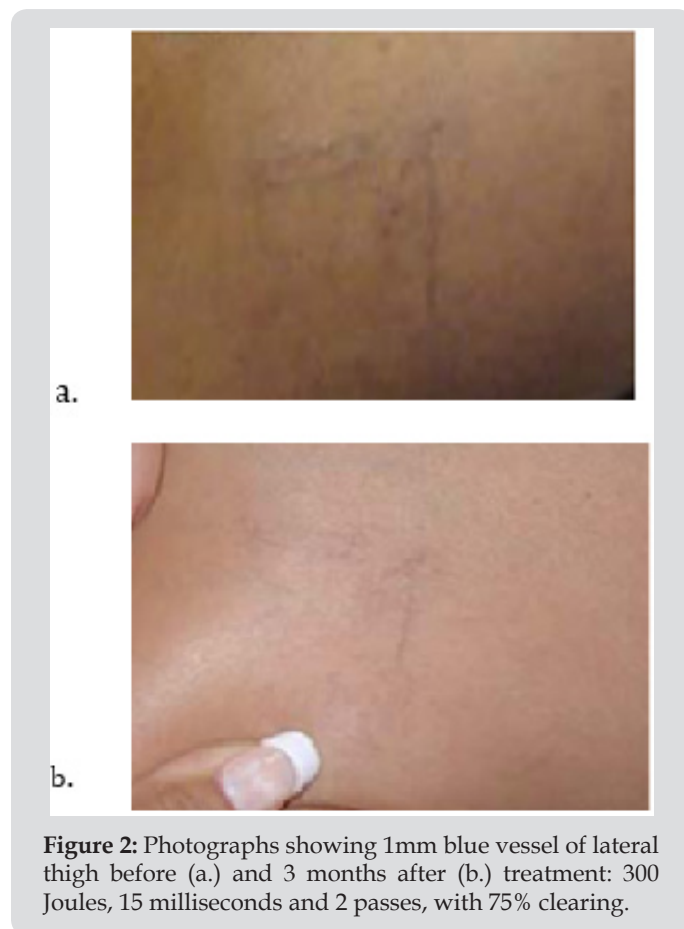 a.
b.
Figure 2: Photographs showing 1mm blue vessel of lateral
thigh before (a.) and 3 months after (b.) treatment: 300
Joules, 15 milliseconds and 2 passes, with 75% clearing.